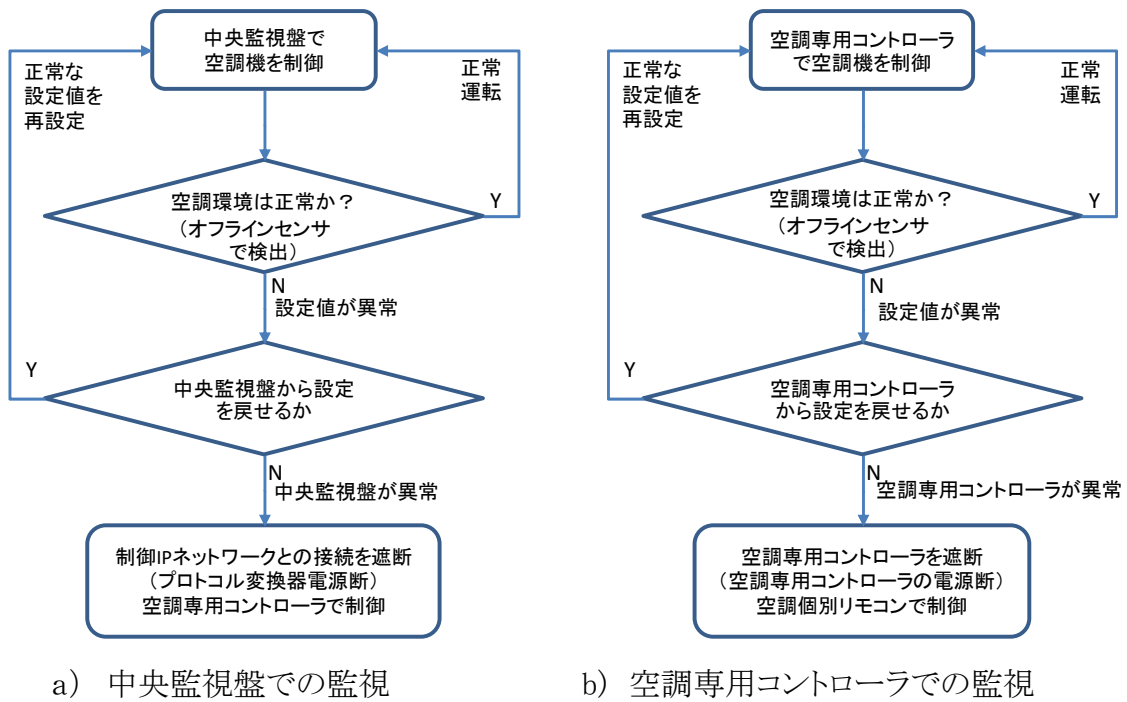 中央監視盤で
空調機を制御
正常な
設定値を
再設定
正常
運転
空調環境は正常か？
（オフラインセンサ
で検出）
Y
N
設定値が異常
Y
中央監視盤から設定
を戻せるか
N
中央監視盤が異常
制御IPネットワークとの接続を遮断
（プロトコル変換器電源断）
空調専用コントローラで制御
a） 中央監視盤での監視
空調専用コントローラ
で空調機を制御
正常な
設定値を
再設定
正常
運転
空調環境は正常か？
（オフラインセンサ
で検出）
Y
N
設定値が異常
Y
空調専用コントローラ
から設定を戻せるか
N
空調専用コントローラが異常
空調専用コントローラを遮断
（空調専用コントローラの電源断）
空調個別リモコンで制御
b） 空調専用コントローラでの監視